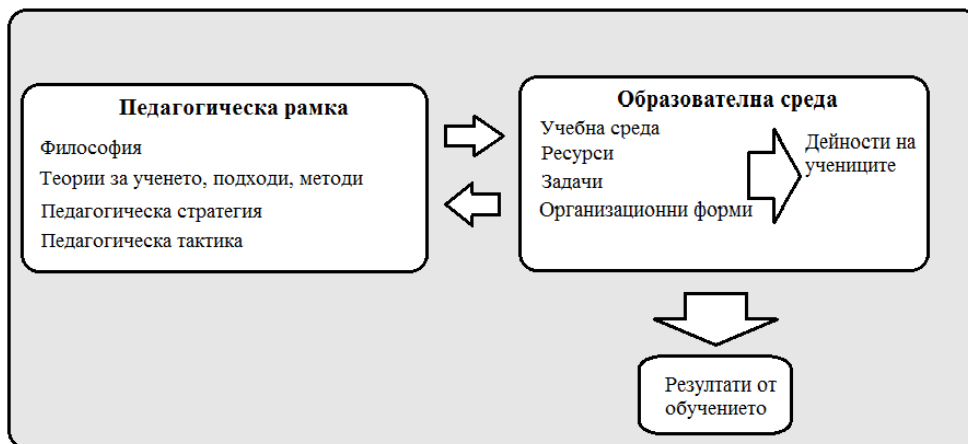 Педагогическа рамка
Философия
Теории за ученето, подходи, методи
Педагогическа стратегия
Педагогическа тактика
Образователна среда
Учебна среда
Ресурси
Задачи
Организационни форми
Дейности на
учениците
Резултати от
обучението